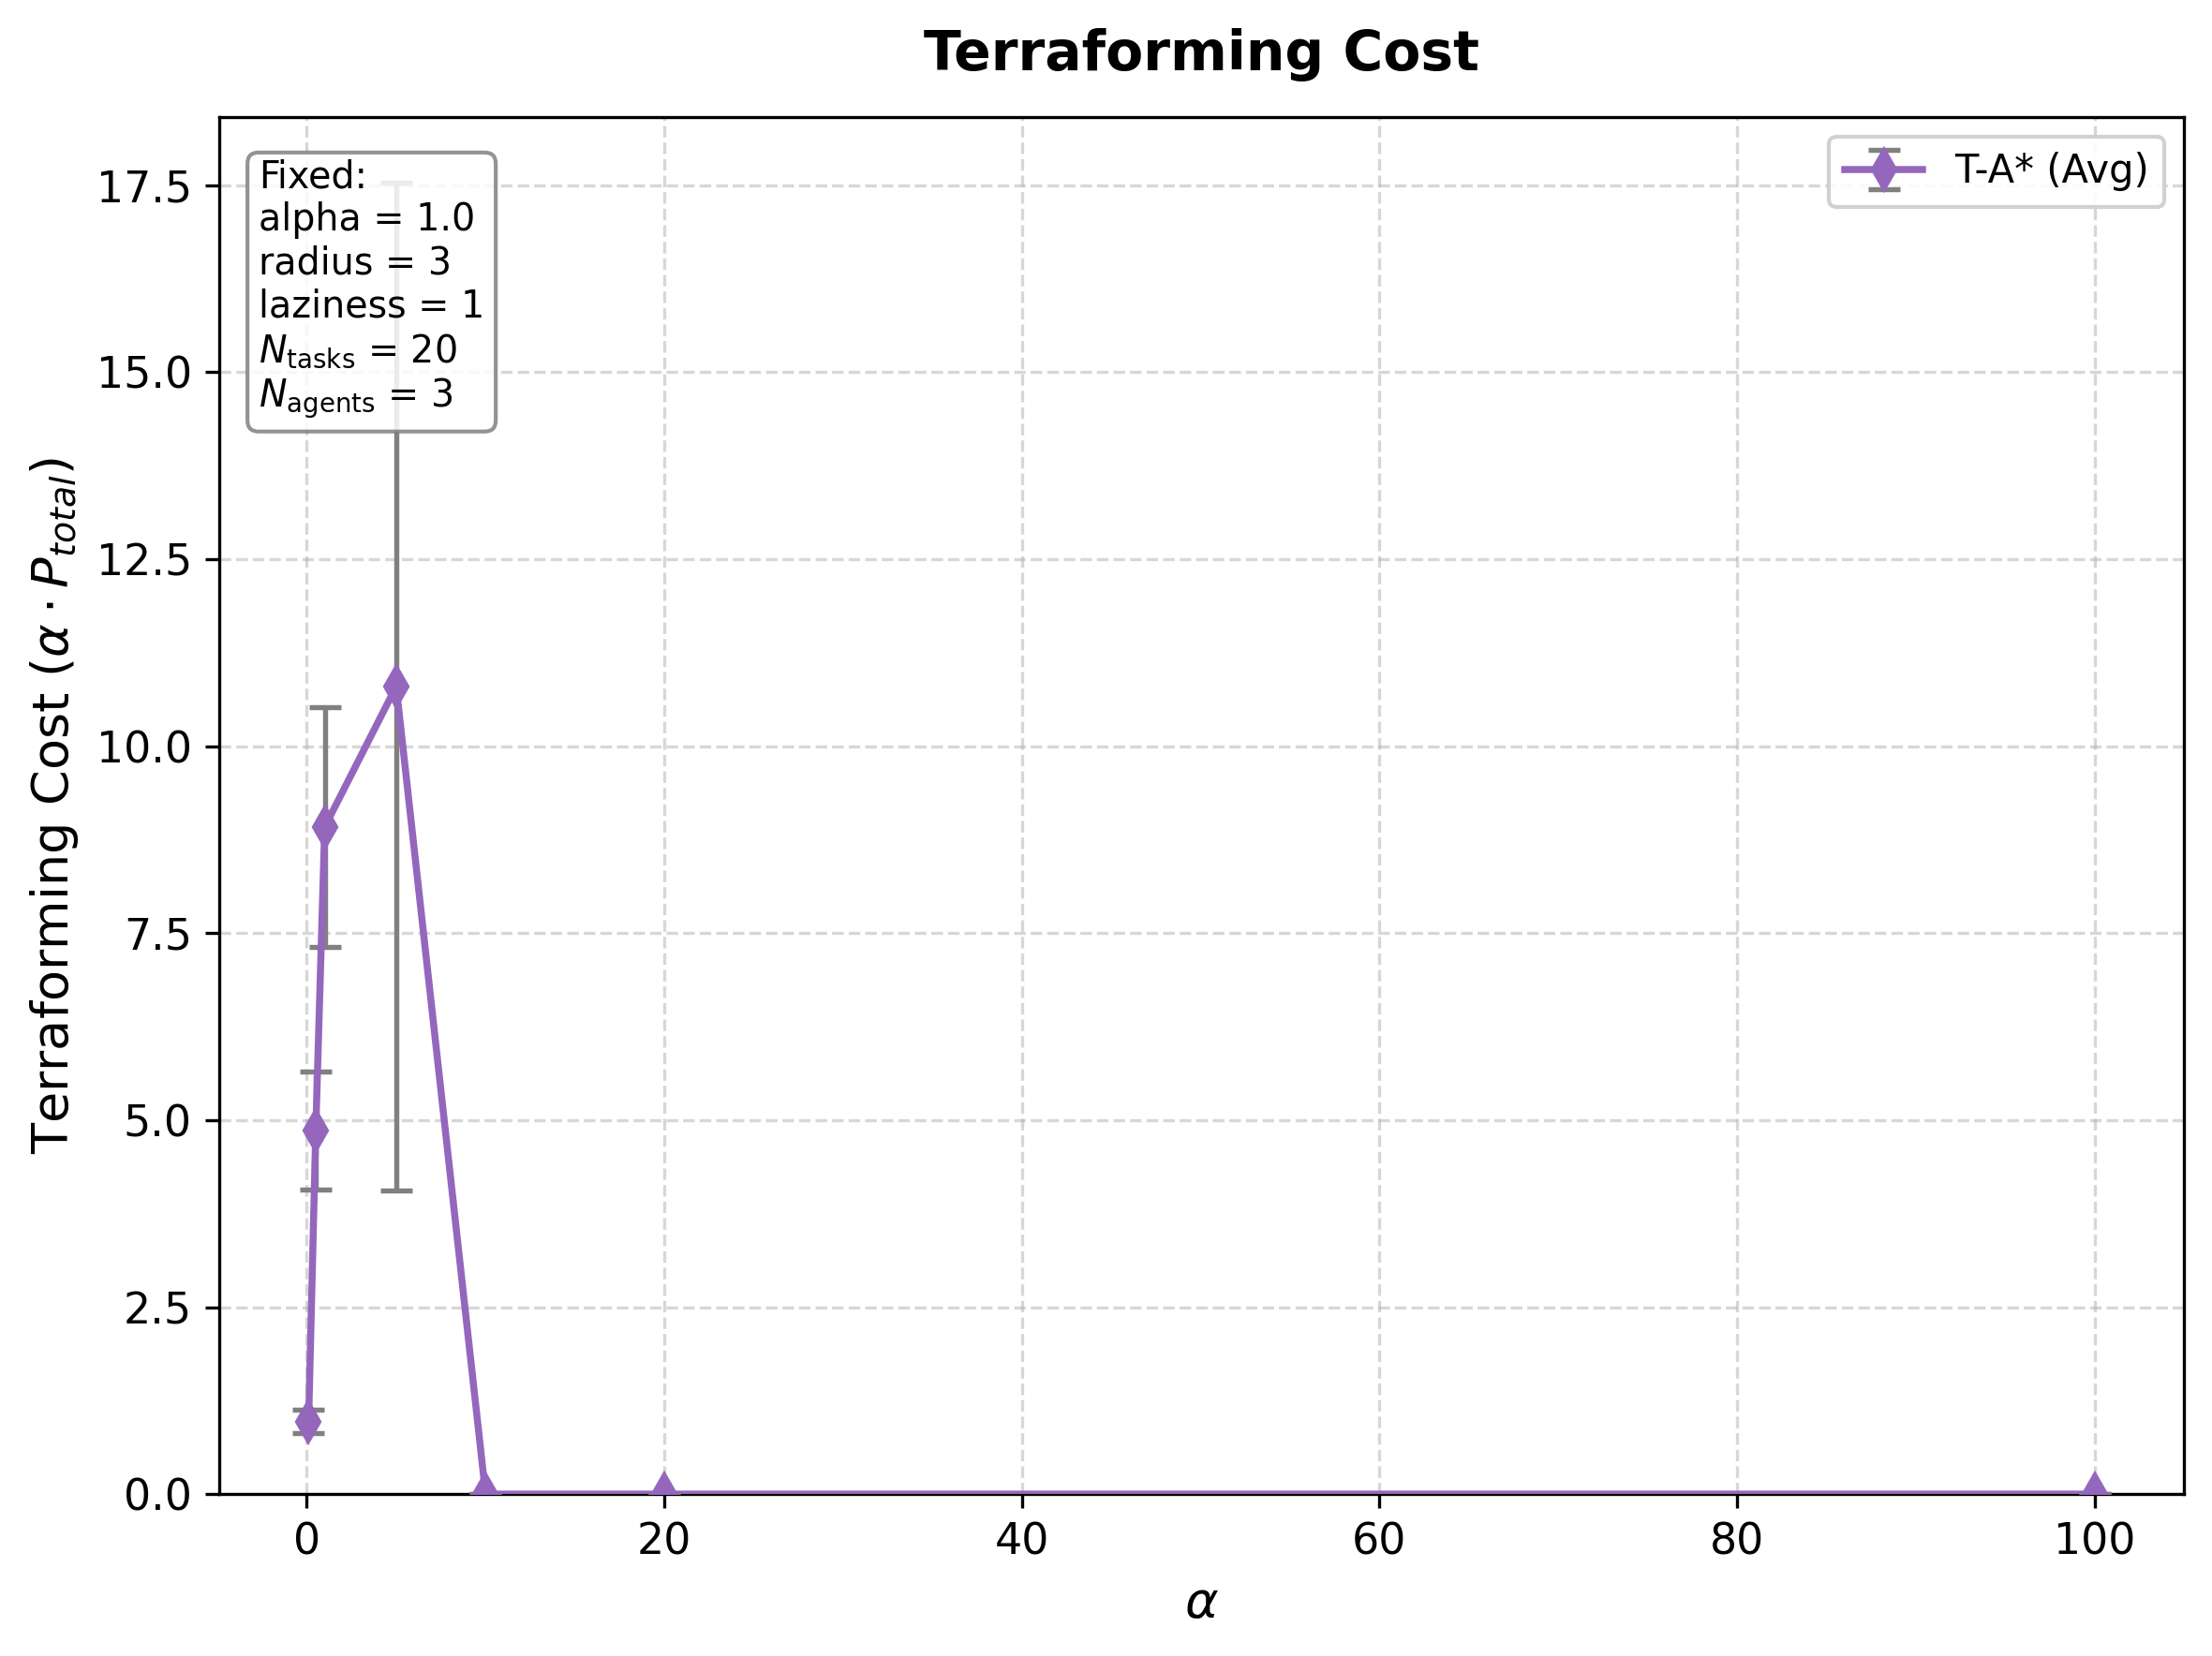 Terraforming Cost
Fixed:
alpha = 1.0
radius = 3
laziness = 1
N_tasks = 20
N_agents = 3
T-A* (Avg)
Terraforming Cost (α · P_total)
17.5
15.0
12.5
10.0
7.5
5.0
2.5
0.0
0 20 40 60 80 100
α